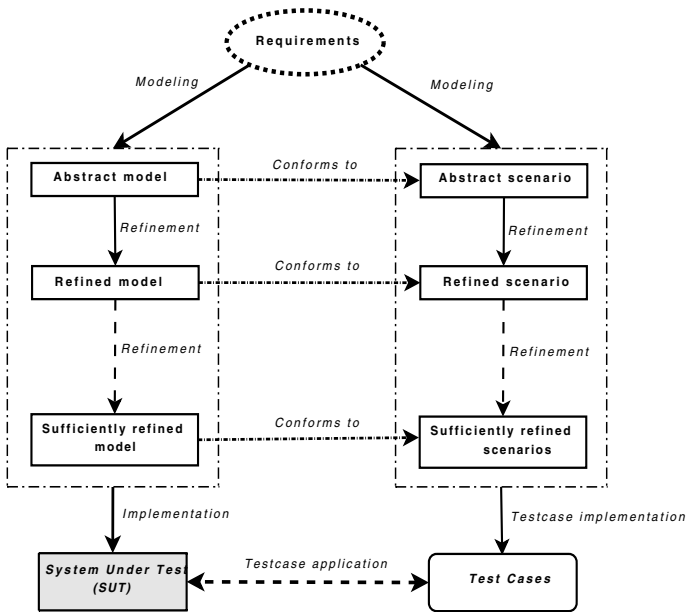 Requirements
Modeling
Modeling
Abstract model
Conforms to
Abstract scenario
Refinement
Refinement
Refined model
Conforms to
Refined scenario
Refinement
Refinement
Sufficiently refined
model
Conforms to
Sufficiently refined
scenarios
Implementation
Testcase implementation
System Under Test
(SUT)
Testcase application
Test Cases